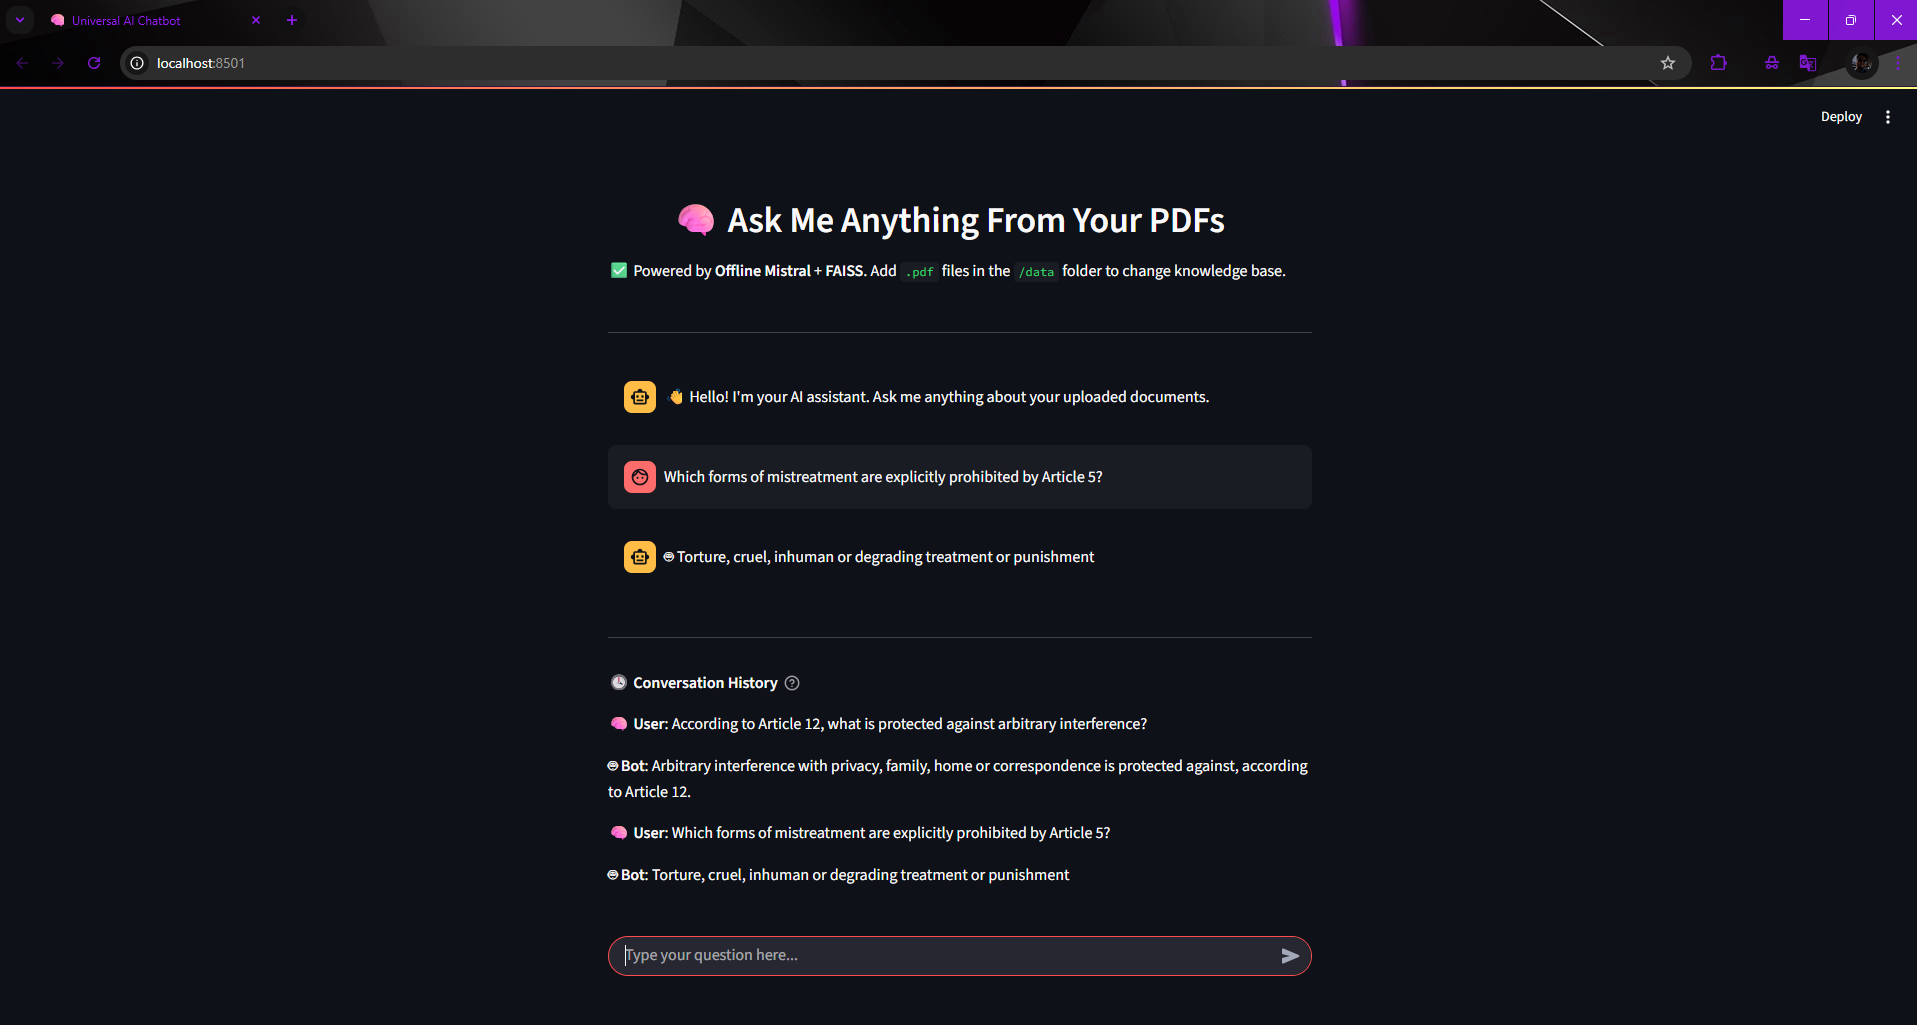 Universal AI Chatbot
localhost:8501
Deploy
Ask Me Anything From Your PDFs
Powered by Offline Mistral + FAISS. Add .pdf files in the /data folder to change knowledge base.
Hello! I'm your AI assistant. Ask me anything about your uploaded documents.
Which forms of mistreatment are explicitly prohibited by Article 5?
Torture, cruel, inhuman or degrading treatment or punishment
Conversation History
User: According to Article 12, what is protected against arbitrary interference?
Bot: Arbitrary interference with privacy, family, home or correspondence is protected against, according
to Article 12.
User: Which forms of mistreatment are explicitly prohibited by Article 5?
Bot: Torture, cruel, inhuman or degrading treatment or punishment
Type your question here...